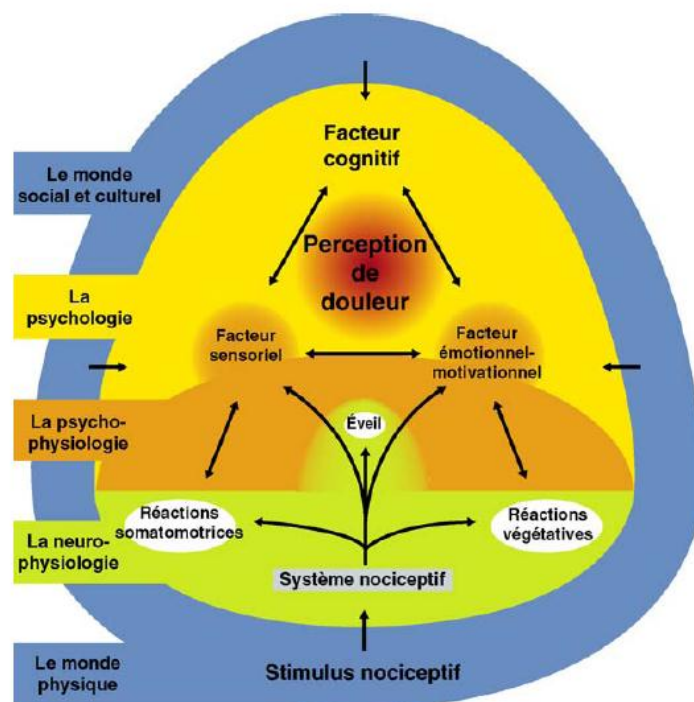 Facteur
cognitif
Le monde
social et culturel
Perception
de
douleur
La
psychologie
Facteur
sensoriel
Facteur
émotionnel-
motivationnel
La psycho-
physiologie
Éveil
Réactions
somatomotrices
Réactions
végétatives
La neuro-
physiologie
Système nociceptif
Le monde
physique
Stimulus nociceptif